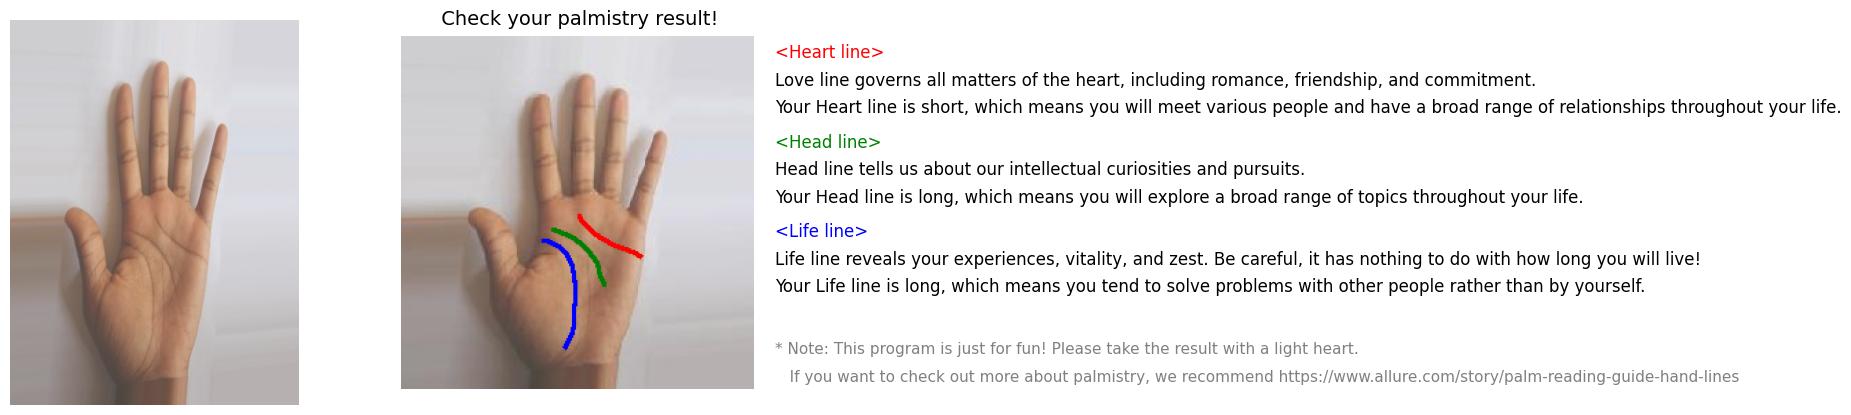 Check your palmistry result!
<Heart line>
Love line governs all matters of the heart, including romance, friendship, and commitment.
Your Heart line is short, which means you will meet various people and have a broad range of relationships throughout your life.
<Head line>
Head line tells us about our intellectual curiosities and pursuits.
Your Head line is long, which means you will explore a broad range of topics throughout your life.
<Life line>
Life line reveals your experiences, vitality, and zest. Be careful, it has nothing to do with how long you will live!
Your Life line is long, which means you tend to solve problems with other people rather than by yourself.
* Note: This program is just for fun! Please take the result with a light heart.
If you want to check out more about palmistry, we recommend https://www.allure.com/story/palm-reading-guide-hand-lines